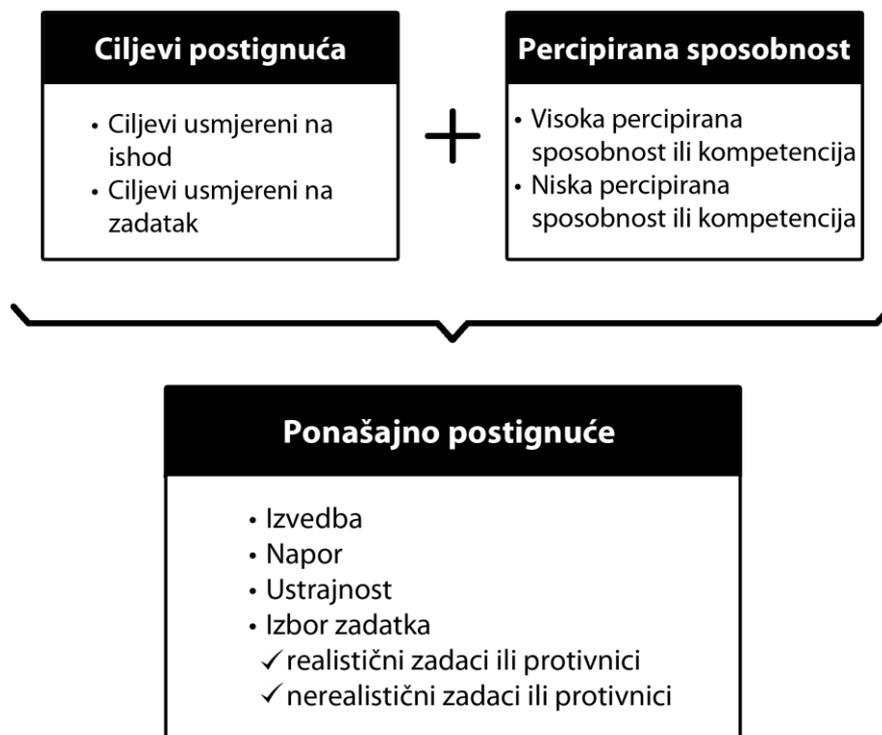 Ciljevi postignuća
• Ciljevi usmjereni na
ishod
• Ciljevi usmjereni na
zadatak
+
Percipirana sposobnost
• Visoka percipirana
sposobnost ili kompetencija
• Niska percipirana
sposobnost ili kompetencija
Ponašajno postignuće
• Izvedba
• Napor
• Ustrajnost
• Izbor zadatka
✓ realistični zadaci ili protivnici
✓ nerealistični zadaci ili protivnici